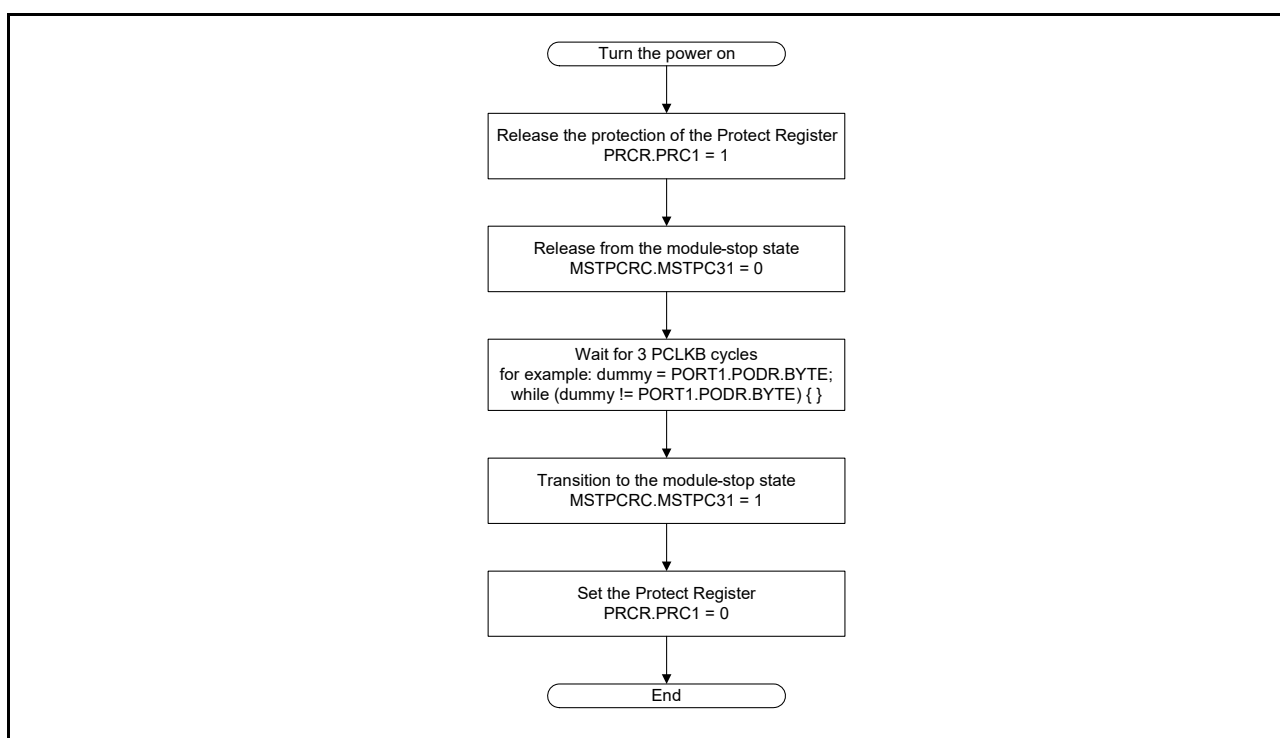 Turn the power on
Release the protection of the Protect Register
PRCR.PRC1 = 1
Release from the module-stop state
MSTPCRC.MSTPC31 = 0
Wait for 3 PCLKB cycles
for example: dummy = PORT1.PODR.BYTE;
while (dummy != PORT1.PODR.BYTE) { }
Transition to the module-stop state
MSTPCRC.MSTPC31 = 1
Set the Protect Register
PRCR.PRC1 = 0
End